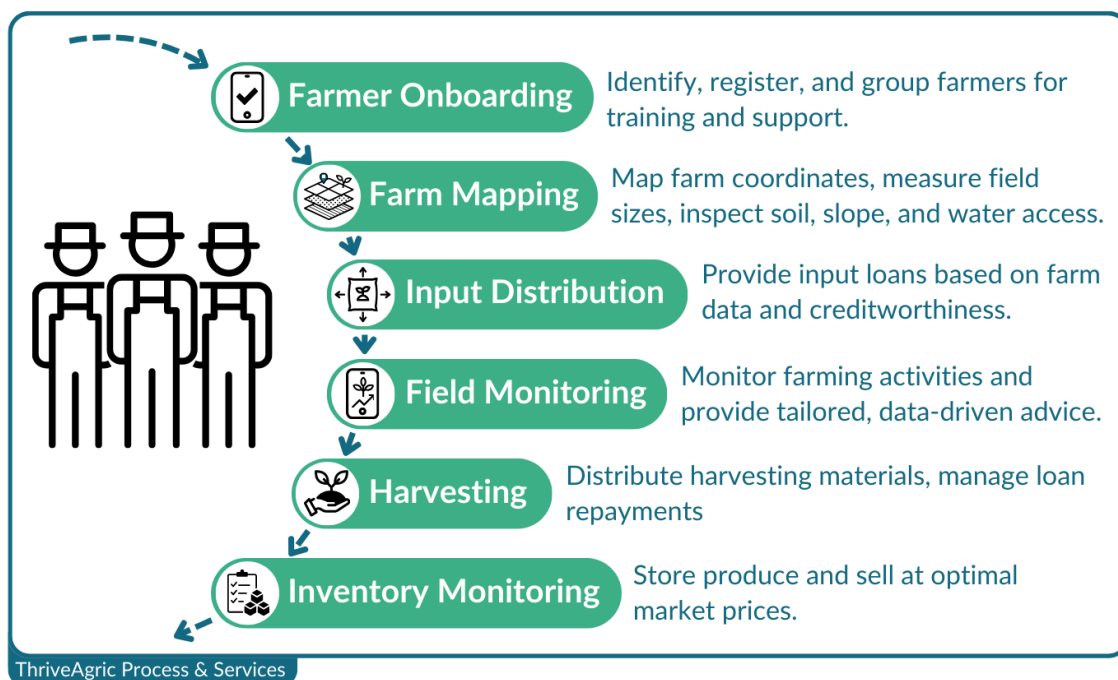 Farmer Onboarding
Identify, register, and group farmers for
training and support.
Farm Mapping
Map farm coordinates, measure field
sizes, inspect soil, slope, and water access.
Input Distribution
Provide input loans based on farm
data and creditworthiness.
Field Monitoring
Monitor farming activities and
provide tailored, data-driven advice.
Harvesting
Distribute harvesting materials, manage loan
repayments
Inventory Monitoring
Store produce and sell at optimal
market prices.
ThriveAgric Process & Services